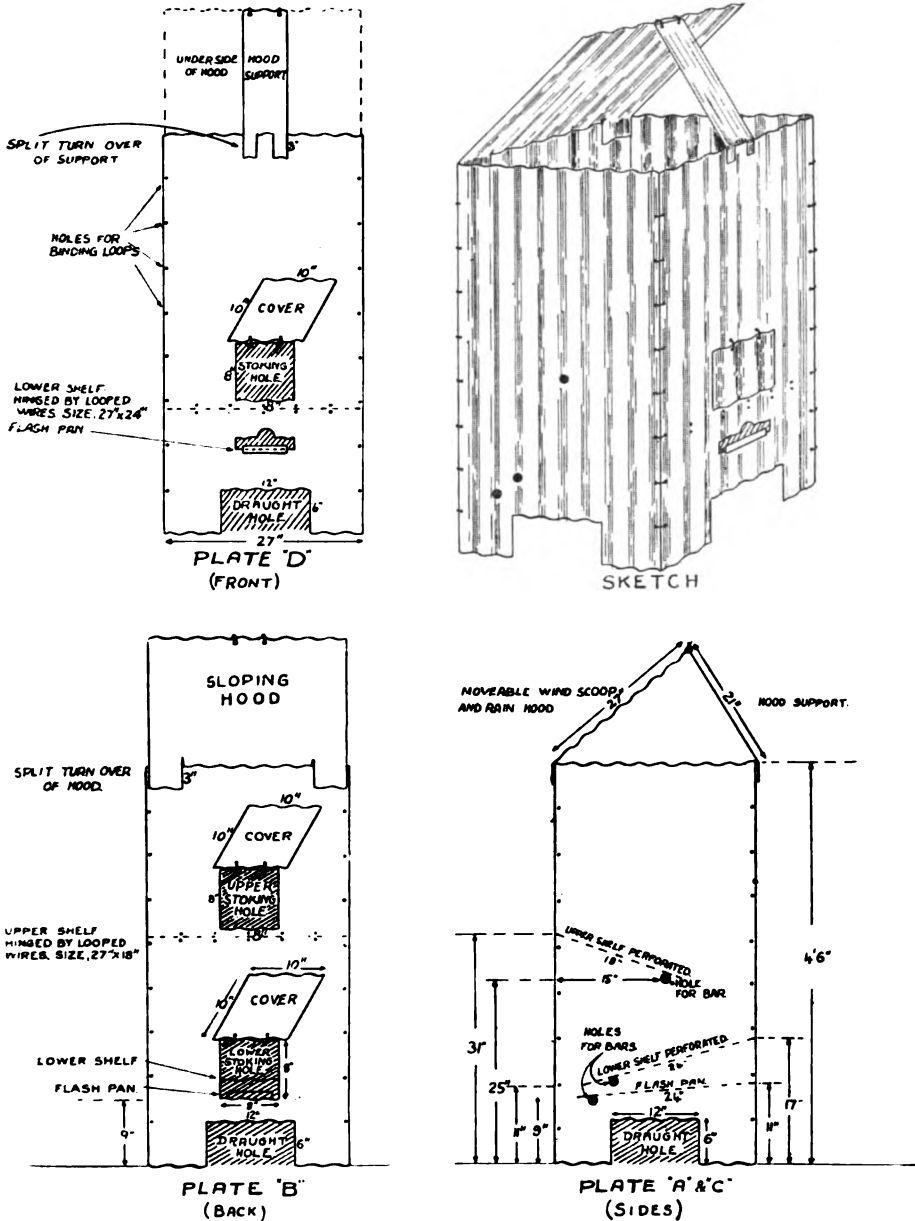 UNDERSIDE
OF HOOD
HOOD
SUPPORT
SPLIT TURN OVER
OF SUPPORT
3"
HOLES FOR
BINDING LOOPS
10"
10"
COVER
STOKING
HOLE
8"
8"
LOWER SHELF
HINGED BY LOOPED
WIRES SIZE, 27"x24"
FLASH PAN
12"
DRAUGHT
HOLE
6"
27"
PLATE "D"
(FRONT)
SKETCH
SLOPING
HOOD
SPLIT TURN OVER
OF HOOD.
3"
10"
10"
COVER
UPPER
STOKING
HOLE
8"
8"
UPPER SHELF
HINGED BY LOOPED
WIRES. SIZE, 27"x18"
10"
10"
COVER
LOWER
STOKING
HOLE
8"
LOWER SHELF
FLASH PAN.
8"
12"
9"
DRAUGHT
HOLE
6"
PLATE "B"
(BACK)
MOVEABLE WIND SCOOP
AND RAIN HOOD
27"
21"
HOOD SUPPORT.
UPPER SHELF PERFORATED.
18"
15"
HOLE
FOR BAR
4'6"
HOLES
FOR BARS
LOWER SHELF PERFORATED.
24"
FLASH PAN.
24"
31"
25"
11"
9"
12"
DRAUGHT
HOLE
6"
11"
17"
PLATE "A" & "C"
(SIDES)